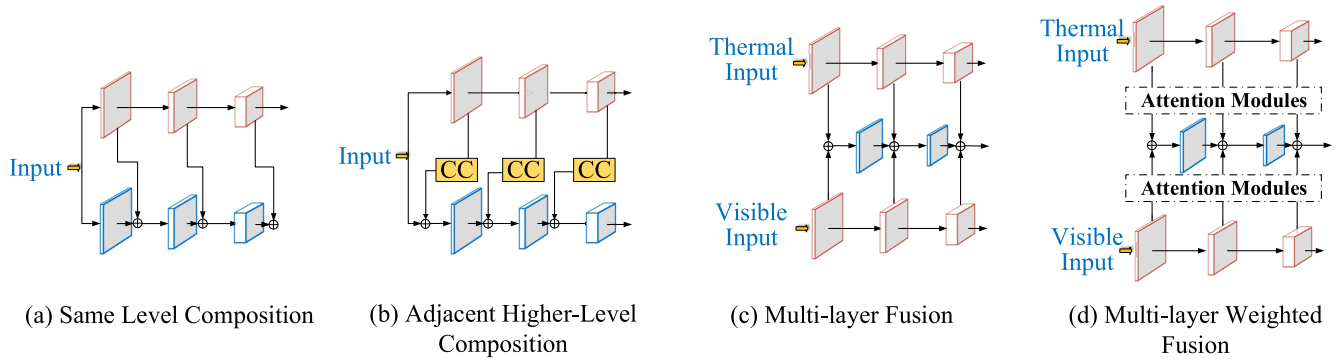 Input
(a) Same Level Composition
Input
CC
CC
CC
(b) Adjacent Higher-Level
Composition
Thermal
Input
Visible
Input
(c) Multi-layer Fusion
Thermal
Input
Attention Modules
Attention Modules
Visible
Input
(d) Multi-layer Weighted
Fusion